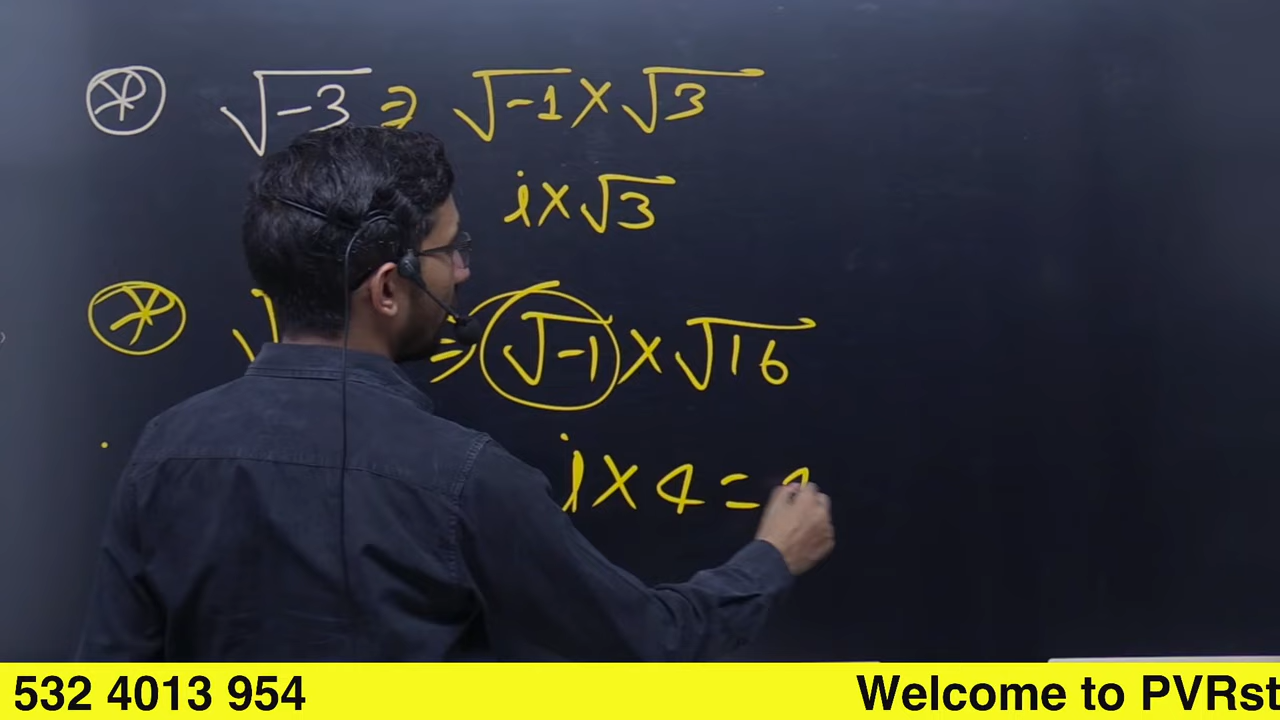 √-3 ⇒ √-1 × √3
i × √3
√ ⇒ √-1 × √16
i × 4 =
532 4013 954 Welcome to PVRst